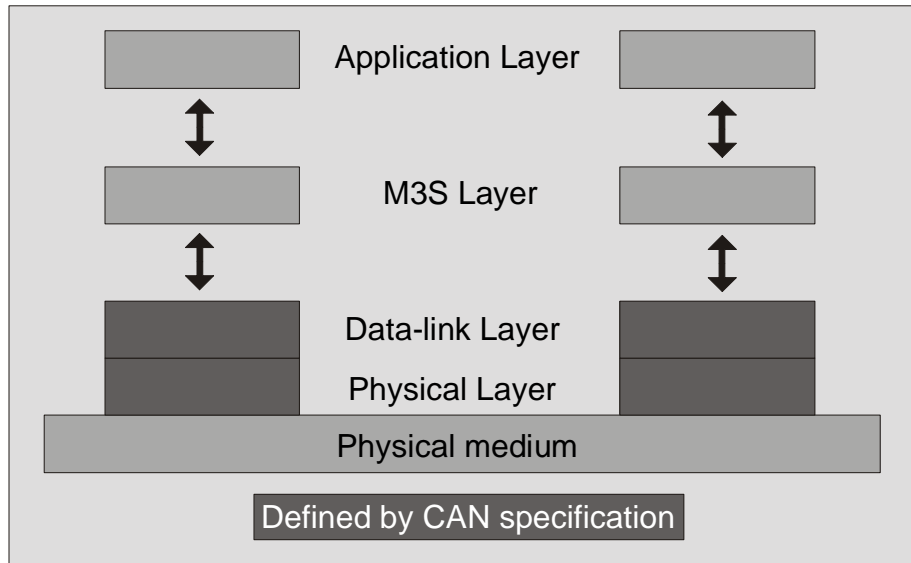 Application Layer
M3S Layer
Data-link Layer
Physical Layer
Physical medium
Defined by CAN specification